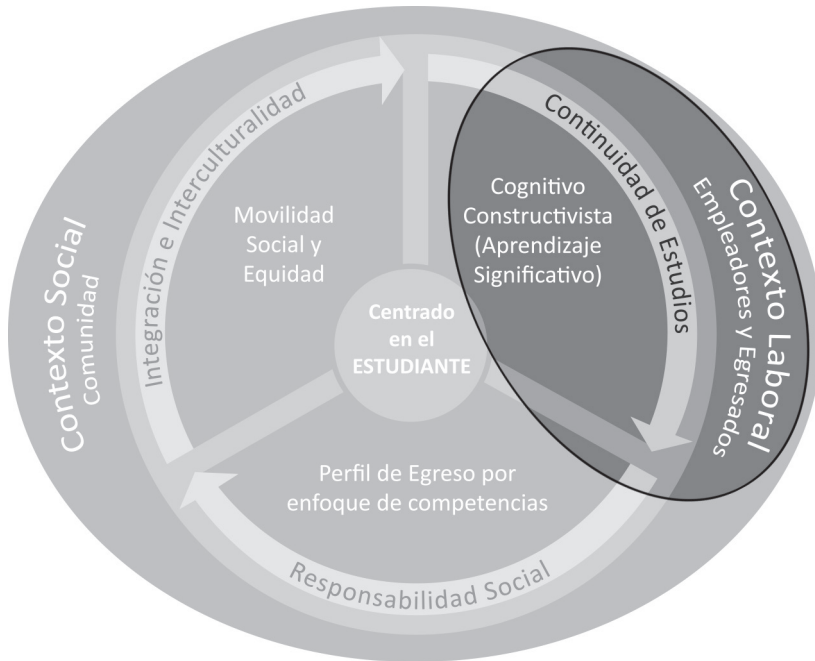 Contexto Social
Comunidad
Integración e Interculturalidad
Movilidad
Social y
Equidad
Cognitivo
Constructivista
(Aprendizaje
Significativo)
Continuidad de Estudios
Contexto Laboral
Empleadores y Egresados
Centrado
en el
ESTUDIANTE
Perfil de Egreso por
enfoque de competencias
Responsabilidad Social